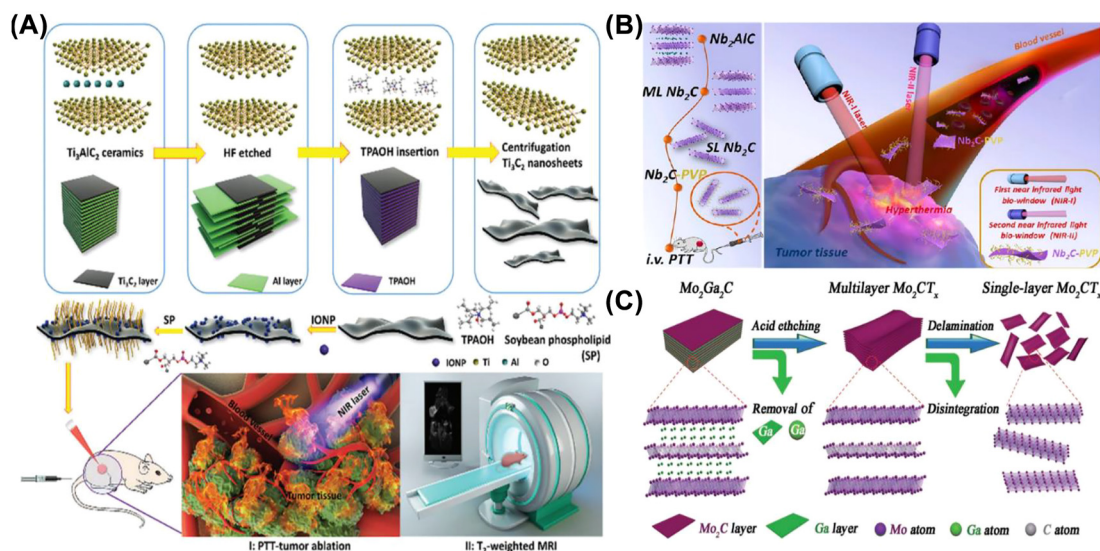 (A)
Ti₃AlC₂ ceramics
HF etched
TPAOH insertion
Centrifugation
Ti₃C₂ nanosheets
Ti₃C₂ layer
Al layer
TPAOH
SP
IONP
TPAOH
Soybean phospholipid
(SP)
IONP
Ti
Al
O
Blood vessel
NIR laser
Tumor tissue
I: PTT-tumor ablation
II: T₂-weighted MRI
(B)
Nb₂AlC
ML Nb₂C
SL Nb₂C
Nb₂C-PVP
i.v. PTT
NIR-I laser
NIR-II laser
Blood vessel
Nb₂C-PVP
Hyperthermia
Tumor tissue
First near infrared light
bio-window (NIR-I)
Second near infrared light
bio-window (NIR-II)
Nb₂C-PVP
(C)
Mo₂Ga₂C
Multilayer Mo₂CTₓ
Single-layer Mo₂CTₓ
Acid ethching
Delamination
Removal of
Ga
Ga
Disintegration
Mo₂C layer
Ga layer
Mo atom
Ga atom
C atom